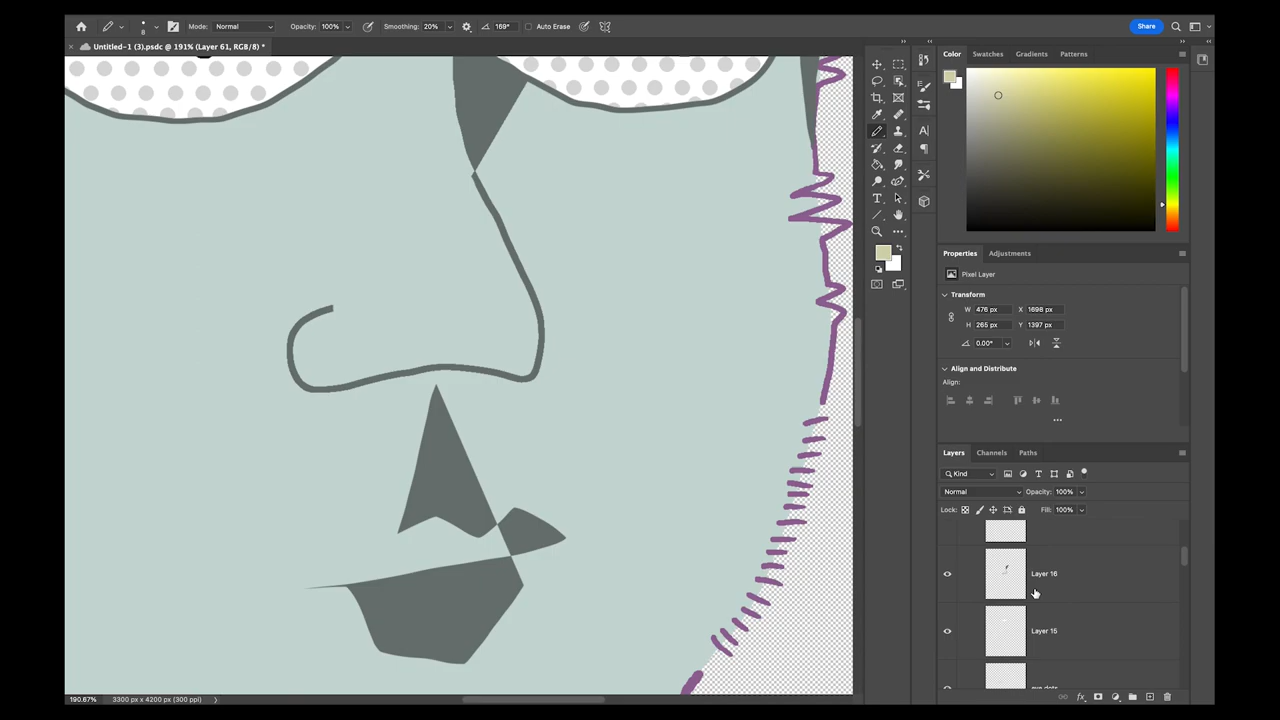 8 Mode: Normal Opacity: 100% Smoothing: 20% 169° Auto Erase Share
Untitled-1 (3).psdc @ 191% (Layer 61, RGB/8) *
Color Swatches Gradients Patterns
Properties Adjustments
Pixel Layer
Transform
W 476 px X 1698 px
H 265 px Y 1397 px
0.00°
Align and Distribute
Align:
Layers Channels Paths
Kind
Normal Opacity: 100%
Lock: Fill: 100%
Layer 16
Layer 15
eye dots
190.67% 3300 px x 4200 px (300 ppi)